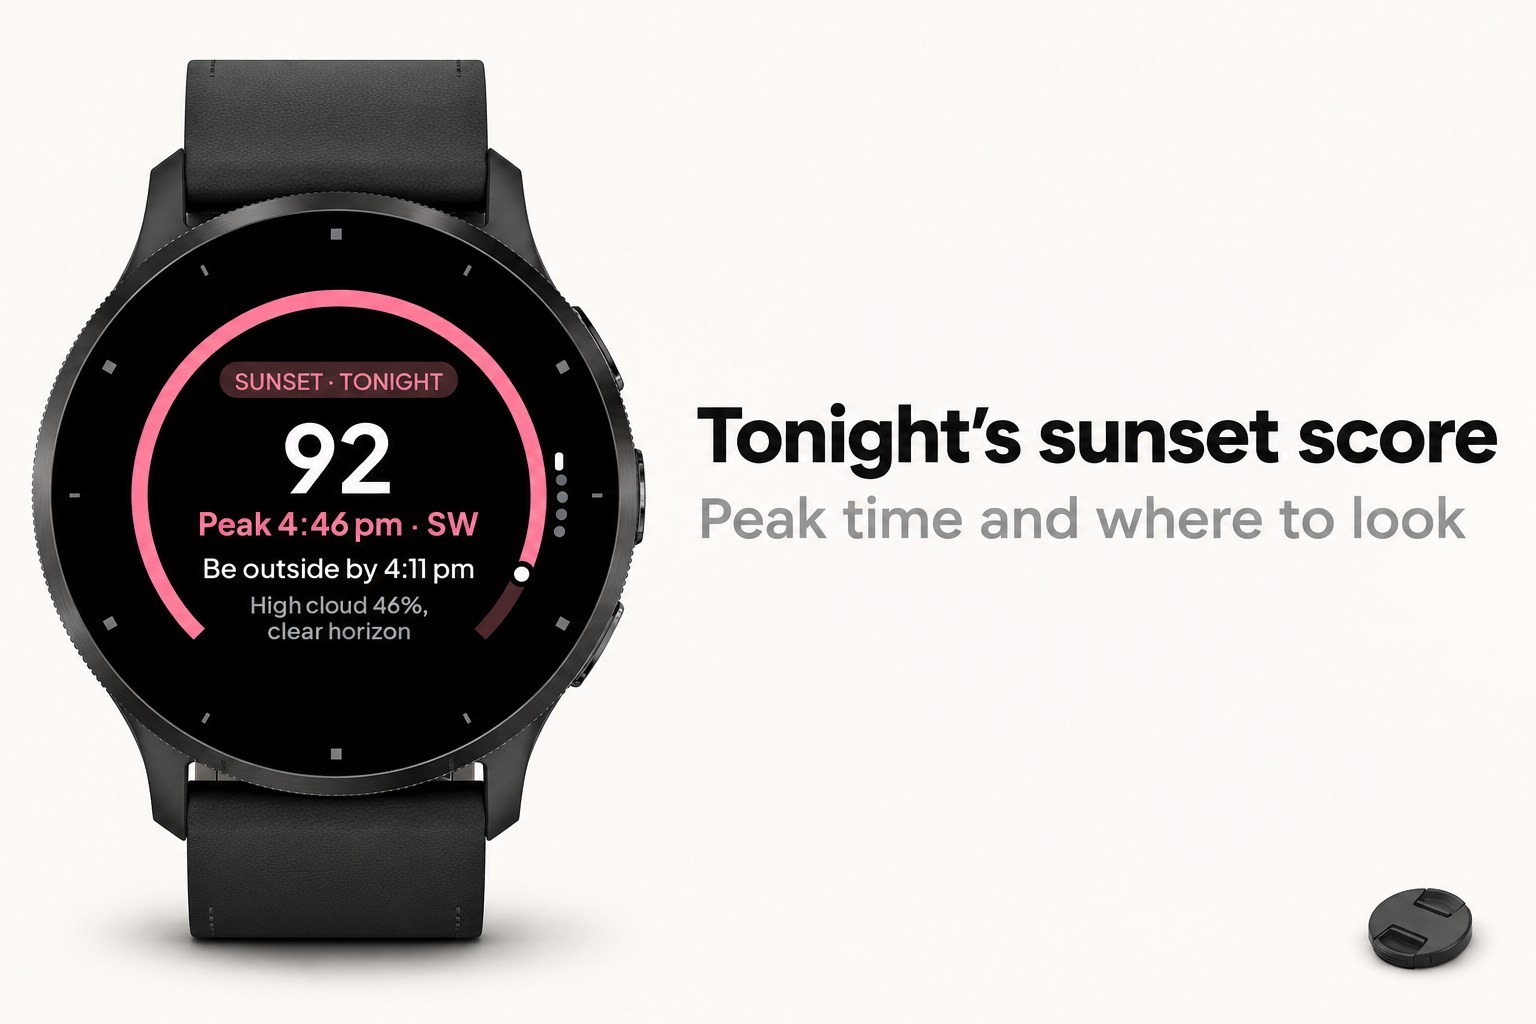 SUNSET · TONIGHT
92
Peak 4:46 pm · SW
Be outside by 4:11 pm
High cloud 46%,
clear horizon
Tonight’s sunset score
Peak time and where to look